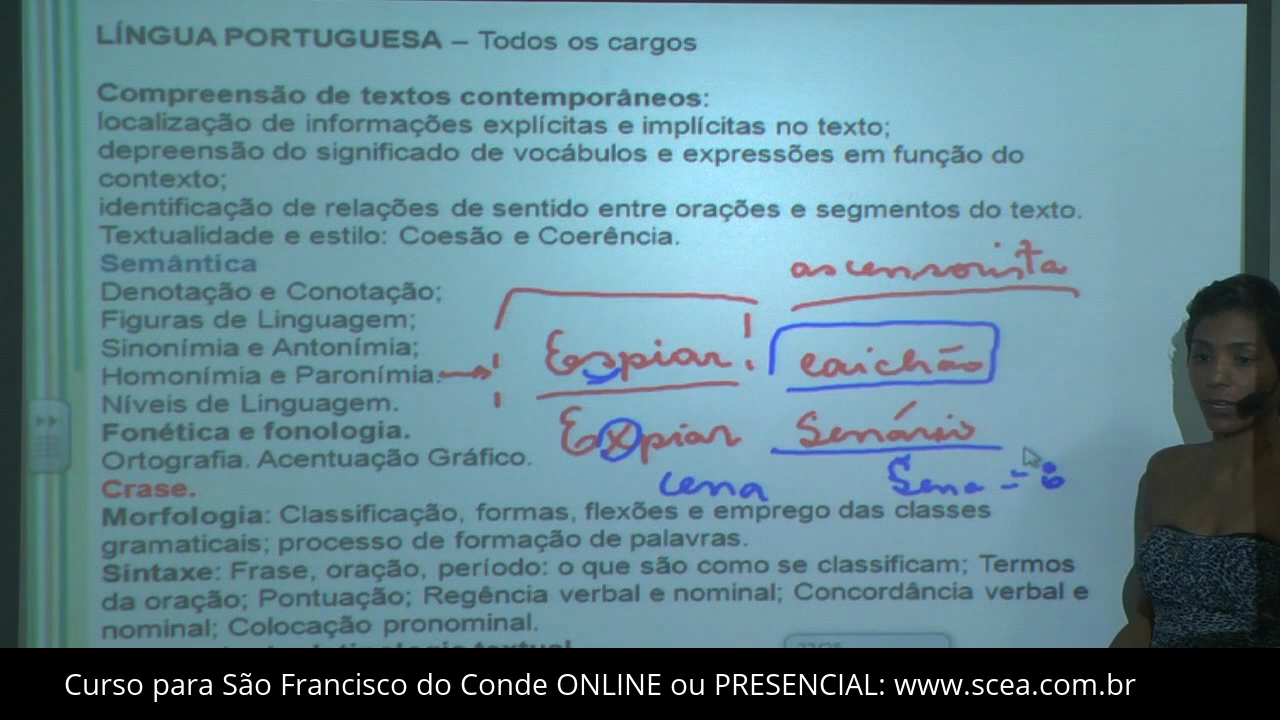 LÍNGUA PORTUGUESA – Todos os cargos
Compreensão de textos contemporâneos:
localização de informações explícitas e implícitas no texto;
depreensão do significado de vocábulos e expressões em função do
contexto;
identificação de relações de sentido entre orações e segmentos do texto.
Textualidade e estilo: Coesão e Coerência.
Semântica
ascensorista
Denotação e Conotação;
Figuras de Linguagem;
Sinonímia e Antonímia;
Espiar caichão
Homonímia e Paronímia.
Níveis de Linguagem.
Fonética e fonologia.
Expiar Senário
Ortografia. Acentuação Gráfico.
Crase.
cena Sena = 6
Morfologia: Classificação, formas, flexões e emprego das classes
gramaticais; processo de formação de palavras.
Sintaxe: Frase, oração, período: o que são como se classificam; Termos
da oração; Pontuação; Regência verbal e nominal; Concordância verbal e
nominal; Colocação pronominal.
Curso para São Francisco do Conde ONLINE ou PRESENCIAL: www.scea.com.br